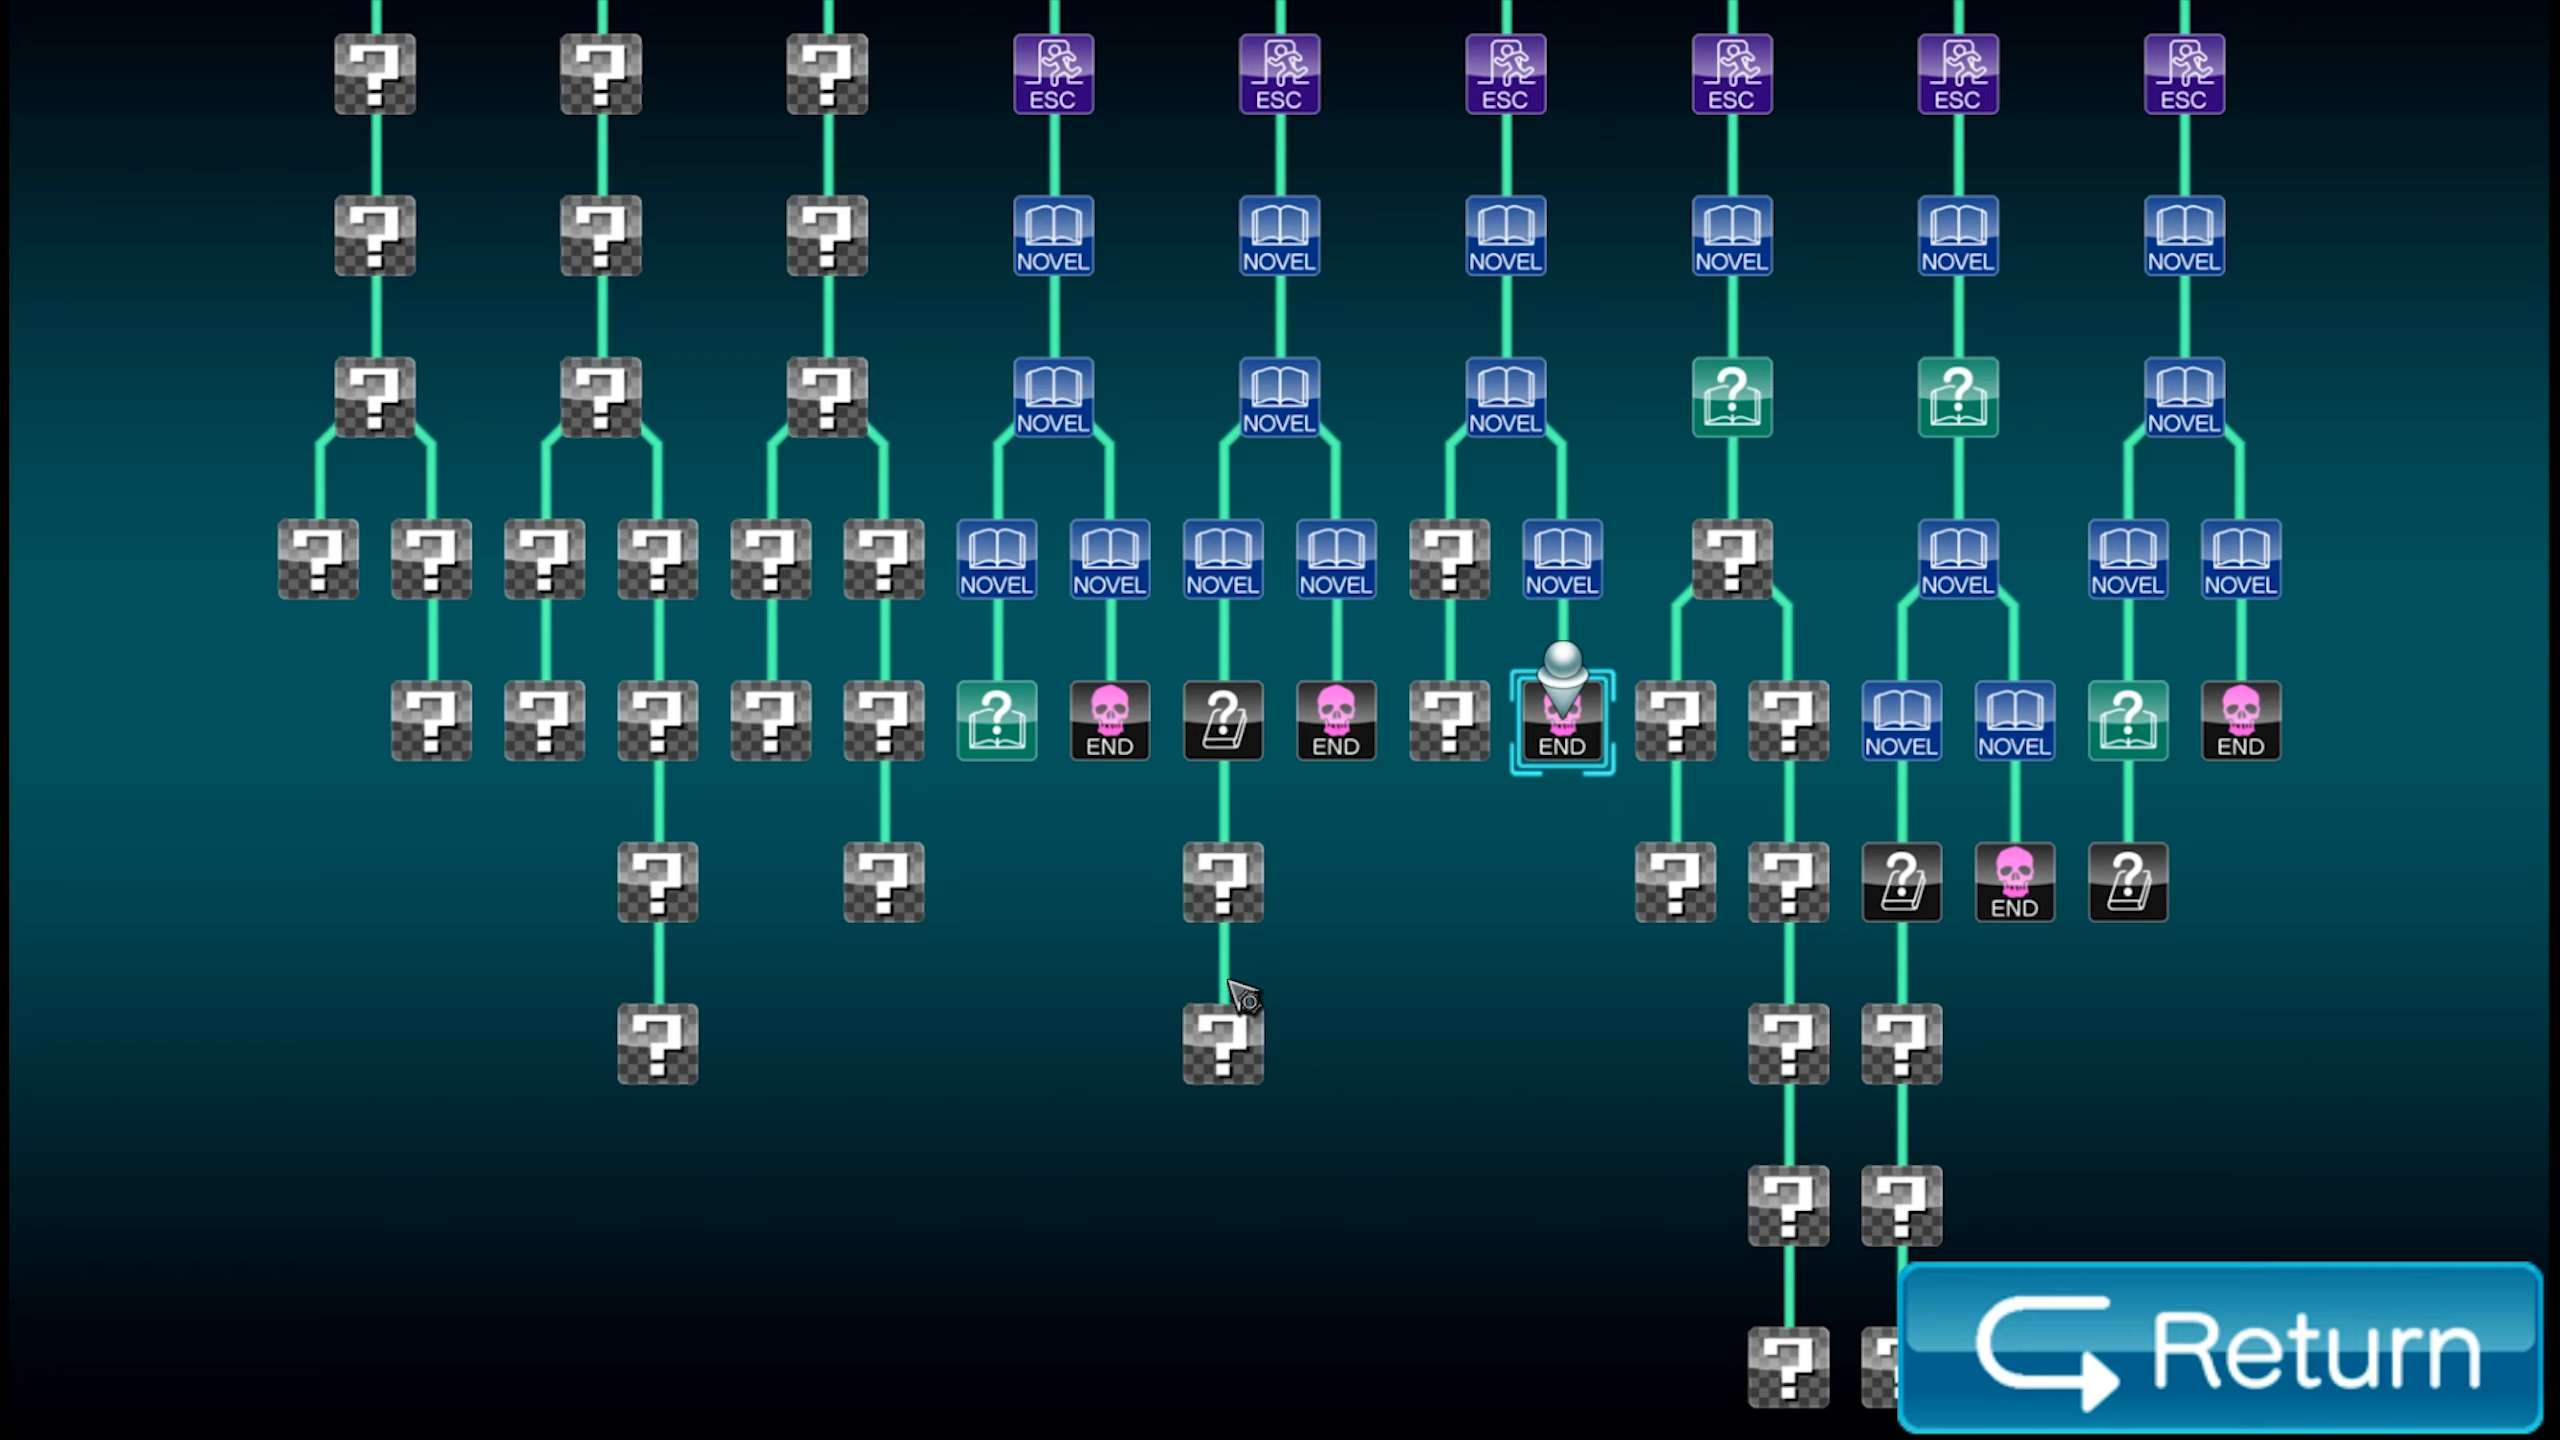 ? ? ? ESC ESC ESC ESC ESC ESC
? ? ? NOVEL NOVEL NOVEL NOVEL NOVEL NOVEL
? ? ? NOVEL NOVEL NOVEL ? ? NOVEL
? ? ? ? ? ? NOVEL NOVEL NOVEL NOVEL ? NOVEL ? NOVEL NOVEL NOVEL
? ? ? ? ? ? END ? END ? END ? ? NOVEL NOVEL ? END
? ? ? ? ? ? END ?
? ? ? ?
? ?
? ? Return